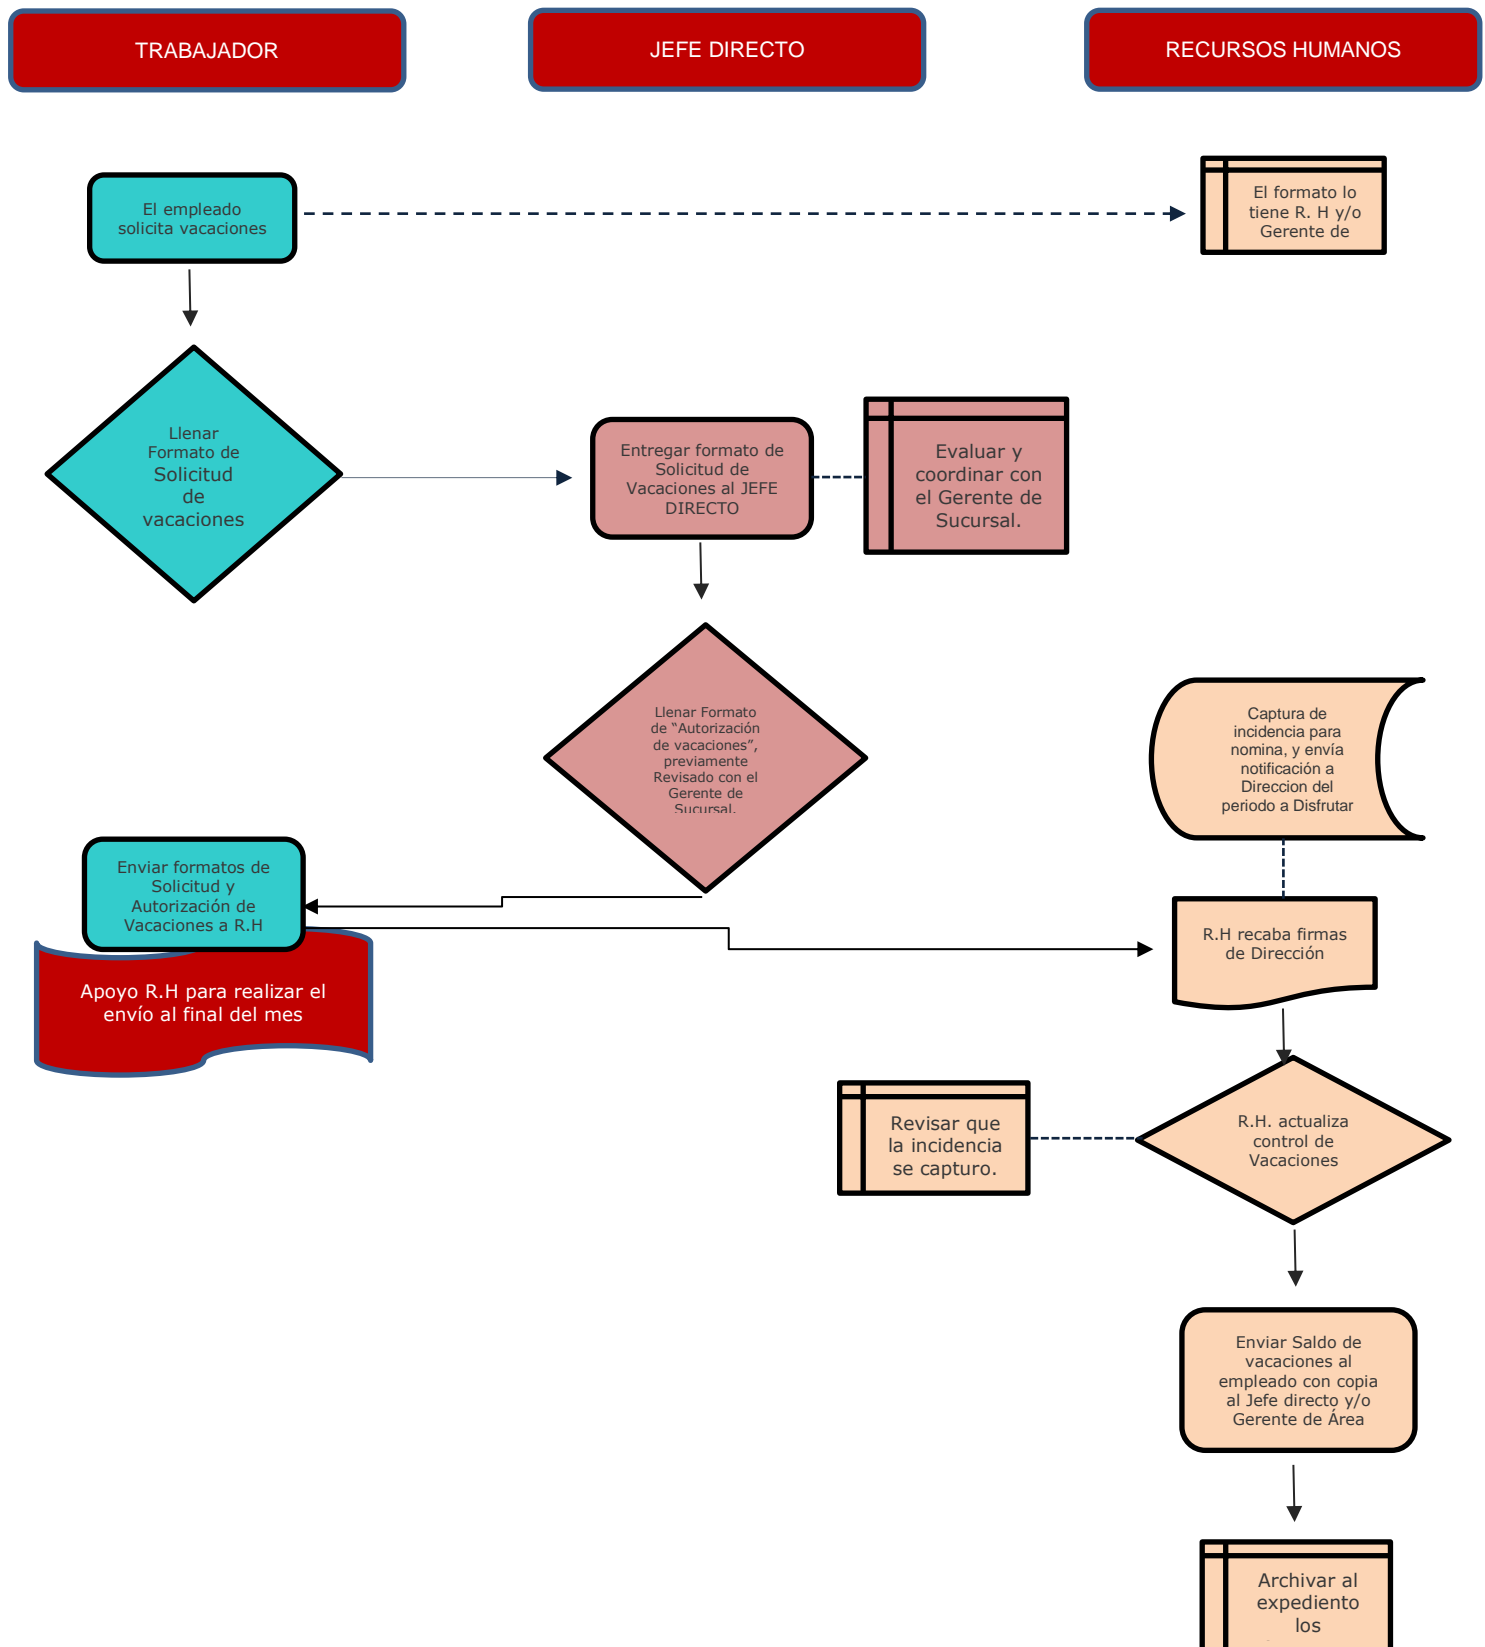 TRABAJADOR
JEFE DIRECTO
RECURSOS HUMANOS
El empleado
solicita vacaciones
El formato lo
tiene R. H y/o
Gerente de
Llenar
Formato de
Solicitud
de
vacaciones
Entregar formato de
Solicitud de
Vacaciones al JEFE
DIRECTO
Evaluar y
coordinar con
el Gerente de
Sucursal.
Llenar Formato
de “Autorización
de vacaciones”,
previamente
Revisado con el
Gerente de
Sucursal.
Captura de
incidencia para
nomina, y envía
notificación a
Direccion del
periodo a Disfrutar
Enviar formatos de
Solicitud y
Autorización de
Vacaciones a R.H
R.H recaba firmas
de Dirección
Apoyo R.H para realizar el
envío al final del mes
Revisar que
la incidencia
se capturo.
R.H. actualiza
control de
Vacaciones
Enviar Saldo de
vacaciones al
empleado con copia
al Jefe directo y/o
Gerente de Área
Archivar al
expediento
los